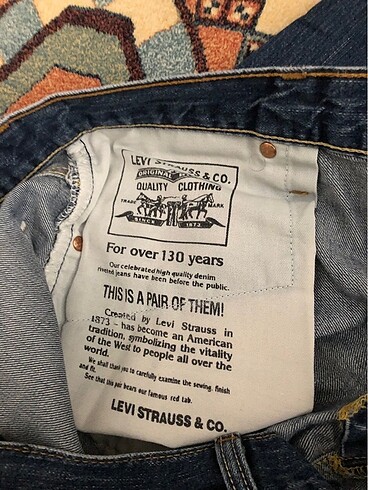 LEVI STRAUSS & CO.
ORIGINAL
QUALITY CLOTHING
TRADE MARK
SINCE 1873
For over 130 years
Our celebrated high quality denim
riveted jeans have been before the public.
THIS IS A PAIR OF THEM!
Created by Levi Strauss in
1873 - has become an American
tradition, symbolizing the vitality
of the West to people all over the
world.
We shall thank you to carefully examine the sewing, finish
and fit.
See that this pair bears our famous red tab.
LEVI STRAUSS & CO.